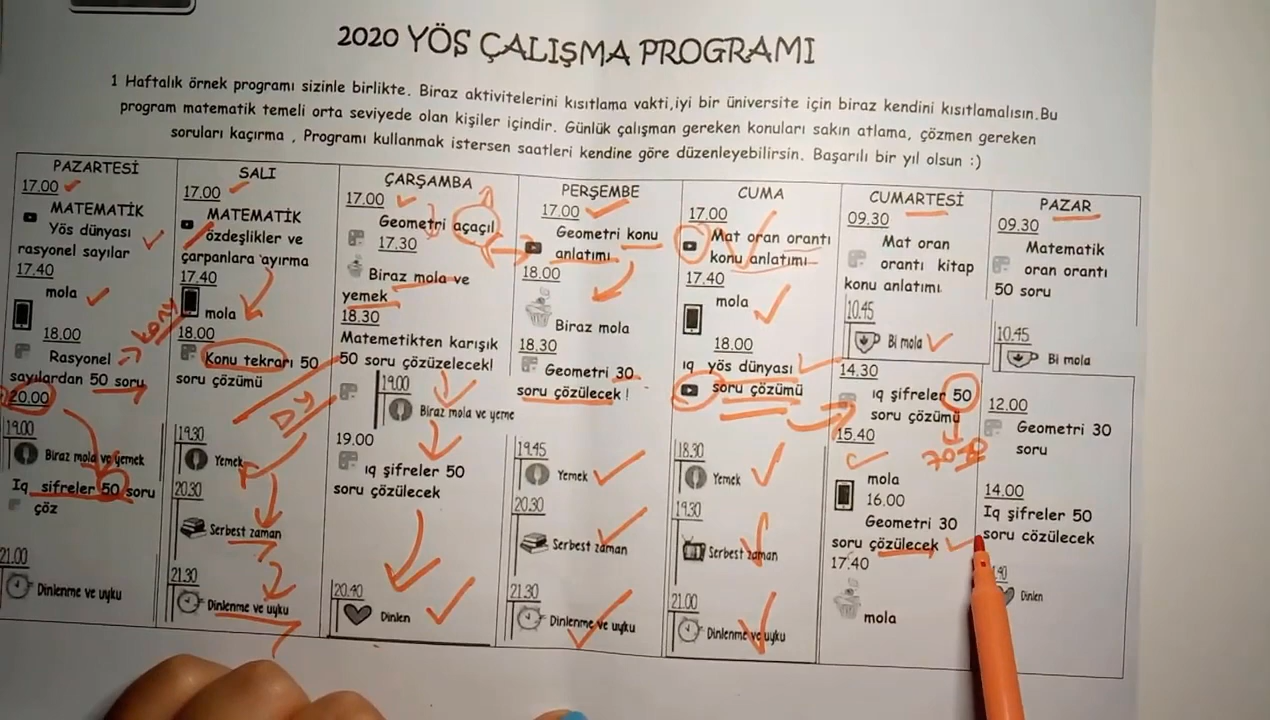 2020 YÖS ÇALIŞMA PROGRAMI
1 Haftalık örnek programı sizinle birlikte. Biraz aktivitelerini kısıtlama vakti,iyi bir üniversite için biraz kendini kısıtlamalısın.Bu
program matematik temeli orta seviyede olan kişiler içindir. Günlük çalışman gereken konuları sakın atlama, çözmen gereken
soruları kaçırma , Programı kullanmak istersen saatleri kendine göre düzenleyebilirsin. Başarılı bir yıl olsun :)
PAZARTESİ
17.00
MATEMATİK
Yös dünyası
rasyonel sayılar
17.40
mola
18.00
Rasyonel
sayılardan 50 soru
20.00
19.00
Biraz mola ve yemek
Iq şifreler 50 soru
çöz
21.00
Dinlenme ve uyku
SALI
17.00
MATEMATİK
özdeşlikler ve
çarpanlara ayırma
17.40
mola
18.00
Konu tekrarı 50
soru çözümü
19.30
Yemek
20.30
Serbest zaman
21.30
Dinlenme ve uyku
ÇARŞAMBA
17.00
Geometri açaçıl
17.30
Biraz mola ve
yemek
18.30
Matemetikten karışık
50 soru çözüzelecek!
19.00
Biraz mola ve yeme
19.00
ıq şifreler 50
soru çözülecek
20.40
Dinlen
PERŞEMBE
17.00
Geometri konu
anlatımı
18.00
Biraz mola
18.30
Geometri 30
soru çözülecek !
19.45
Yemek
20.30
Serbest zaman
21.30
Dinlenme ve uyku
CUMA
17.00
Mat oran orantı
konu anlatımı
17.40
mola
18.00
ıq yös dünyası
soru çözümü
18.30
Yemek
19.30
Serbest zaman
21.00
Dinlenme ve uyku
CUMARTESİ
09.30
Mat oran
orantı kitap
konu anlatımı
10.45
Bi mola
14.30
ıq şifreler 50
soru çözümü
15.40
mola
16.00
Geometri 30
soru çözülecek
17.40
mola
PAZAR
09.30
Matematik
oran orantı
50 soru
10.45
Bi mola
12.00
Geometri 30
soru
14.00
Iq şifreler 50
soru cözülecek
Dinlen